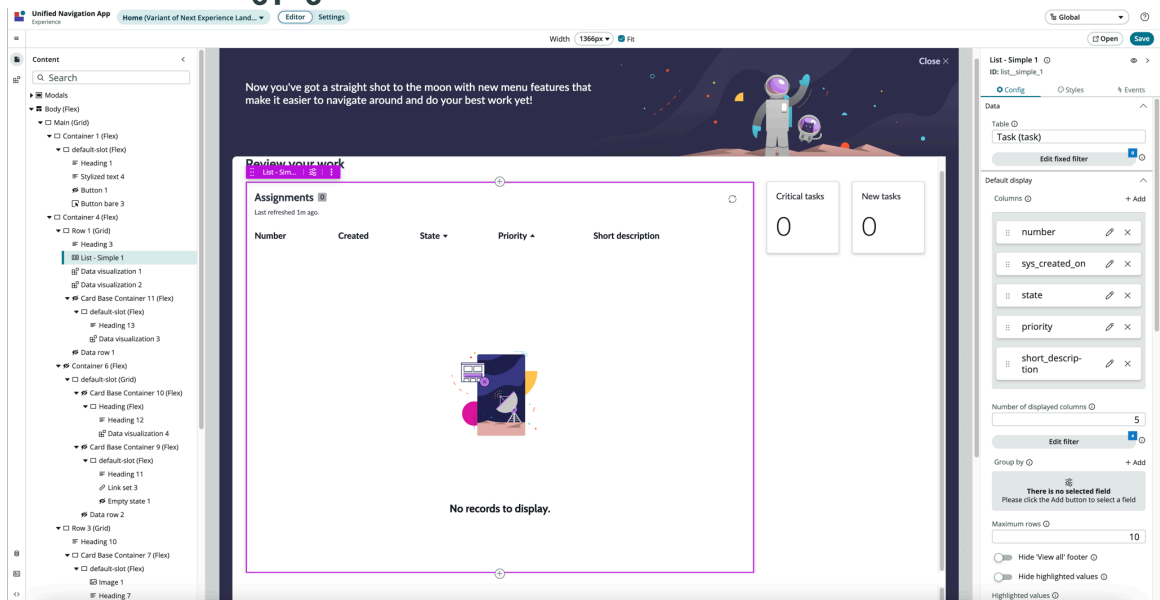 Unified Navigation App
Experience
Home (Variant of Next Experience Land...
Editor
Settings
Global
Width
1366px
Fit
Open
Save
Content
Search
Modals
Body (Flex)
Main (Grid)
Container 1 (Flex)
default-slot (Flex)
Heading 1
Stylized text 4
Button 1
Button bare 3
Container 4 (Flex)
Row 1 (Grid)
Heading 3
List - Simple 1
Data visualization 1
Data visualization 2
Card Base Container 11 (Flex)
default-slot (Flex)
Heading 13
Data visualization 3
Data row 1
Container 6 (Flex)
default-slot (Grid)
Card Base Container 10 (Flex)
Heading (Flex)
Heading 12
Data visualization 4
Card Base Container 9 (Flex)
default-slot (Flex)
Heading 11
Link set 3
Empty state 1
Data row 2
Row 3 (Grid)
Heading 10
Card Base Container 7 (Flex)
default-slot (Flex)
Image 1
Heading 7
Close ×
Now you've got a straight shot to the moon with new menu features that
make it easier to navigate around and do your best work yet!
Review your work
List - Sim...
Assignments 0
Last refreshed 1m ago.
Number Created State Priority Short description
No records to display.
Critical tasks
0
New tasks
0
List - Simple 1
ID: list__simple_1
Config
Styles
Events
Data
Table
Task (task)
Edit fixed filter
Default display
Columns
+ Add
number
sys_created_on
state
priority
short_descrip-
tion
Number of displayed columns
5
Edit filter
4
Group by
+ Add
There is no selected field
Please click the Add button to select a field
Maximum rows
10
Hide 'View all' footer
Hide highlighted values
Highlighted values